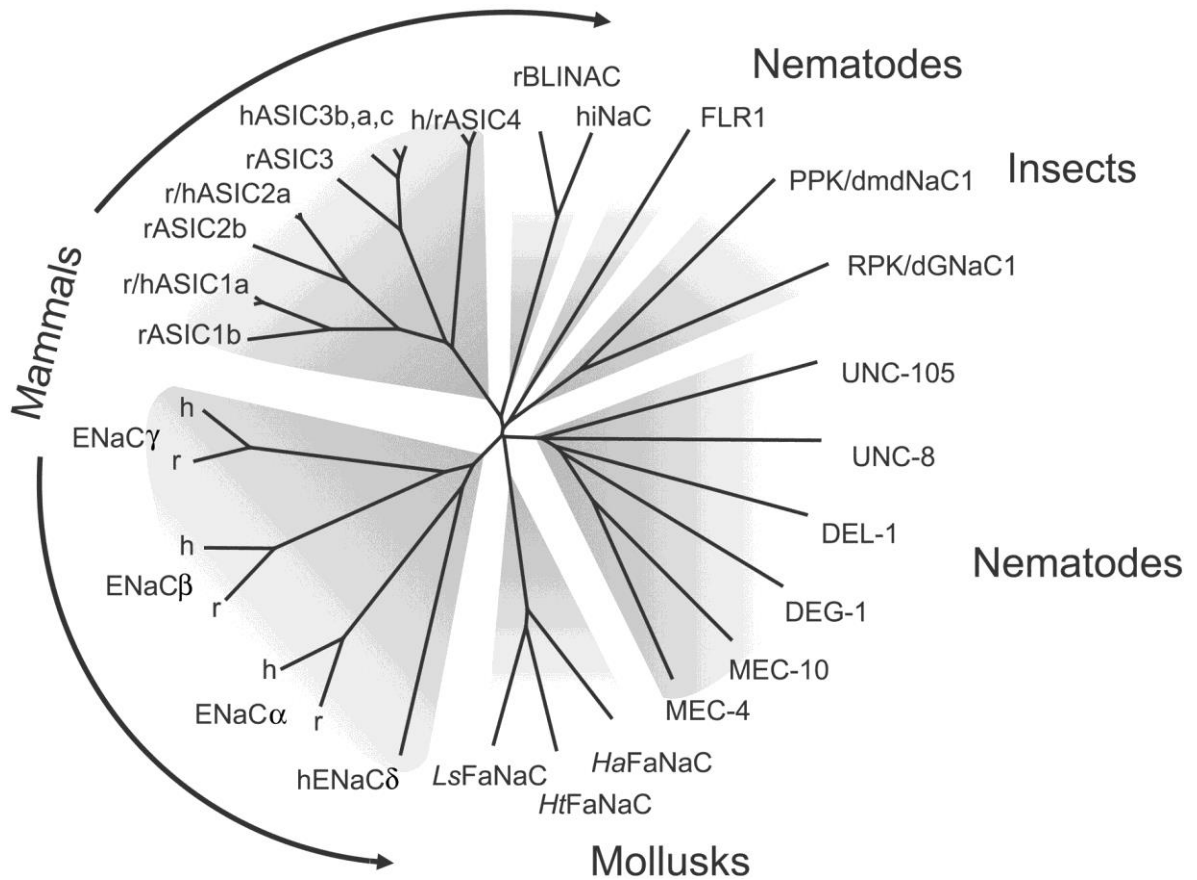 Nematodes
rBLINAC
hiNaC
FLR1
hASIC3b,a,c
h/rASIC4
rASIC3
PPK/dmdNaC1
Insects
r/hASIC2a
rASIC2b
RPK/dGNaC1
r/hASIC1a
rASIC1b
Mammals
UNC-105
h
ENaCγ
r
UNC-8
DEL-1
h
ENaCβ
r
Nematodes
DEG-1
h
MEC-10
ENaCα
r
MEC-4
hENaCδ
LsFaNaC
HaFaNaC
HtFaNaC
Mollusks